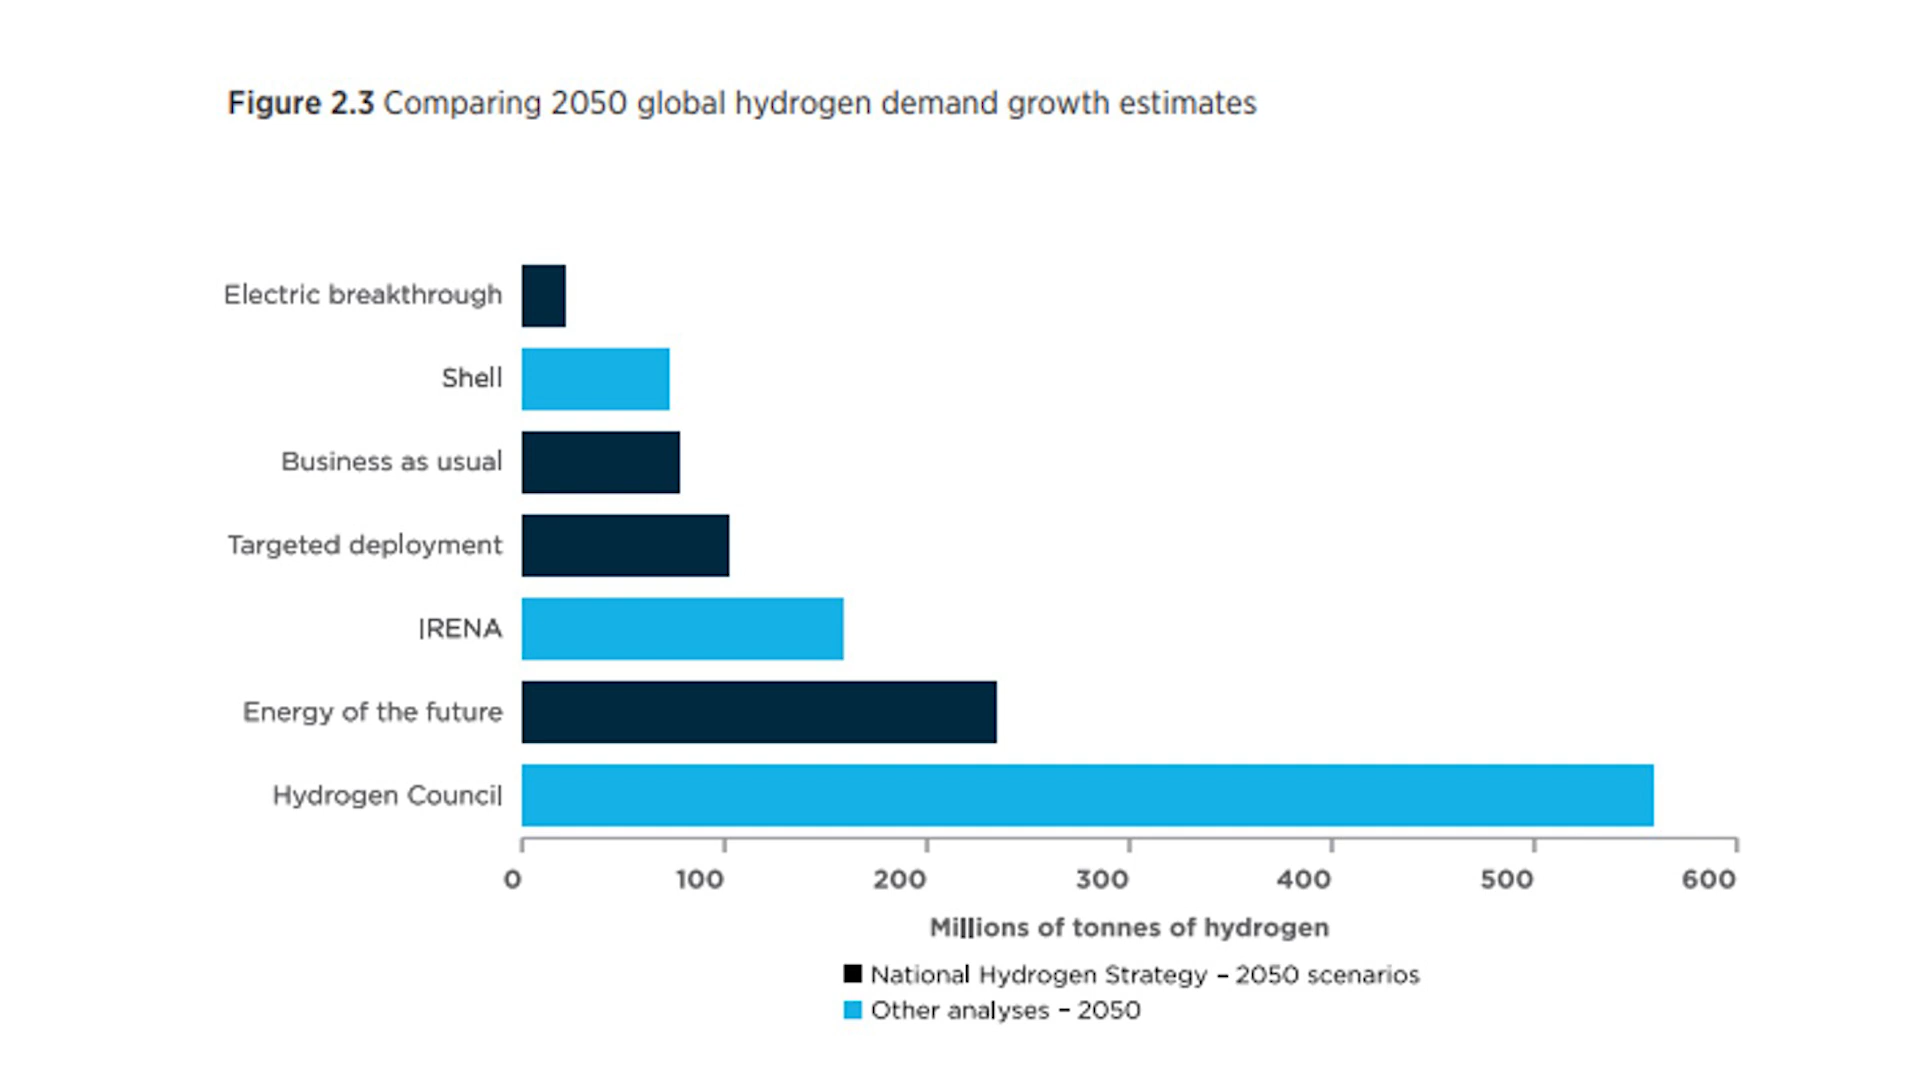 Figure 2.3 Comparing 2050 global hydrogen demand growth estimates
Electric breakthrough
Shell
Business as usual
Targeted deployment
IRENA
Energy of the future
Hydrogen Council
0 100 200 300 400 500 600
Millions of tonnes of hydrogen
National Hydrogen Strategy – 2050 scenarios
Other analyses – 2050